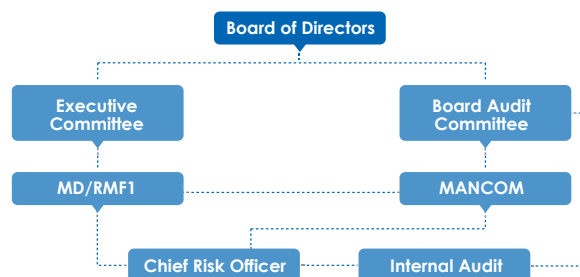 Board of Directors
Executive
Committee
Board Audit
Committee
MD/RMF1
MANCOM
Chief Risk Officer
Internal Audit